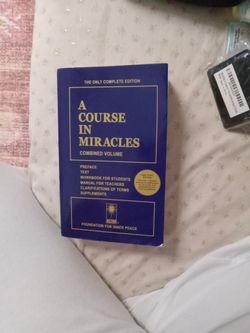 THE ONLY COMPLETE EDITION
A
COURSE
IN
MIRACLES
COMBINED VOLUME
PREFACE
TEXT
WORKBOOK FOR STUDENTS
MANUAL FOR TEACHERS
CLARIFICATION OF TERMS
SUPPLEMENTS
FOUNDATION FOR INNER PEACE